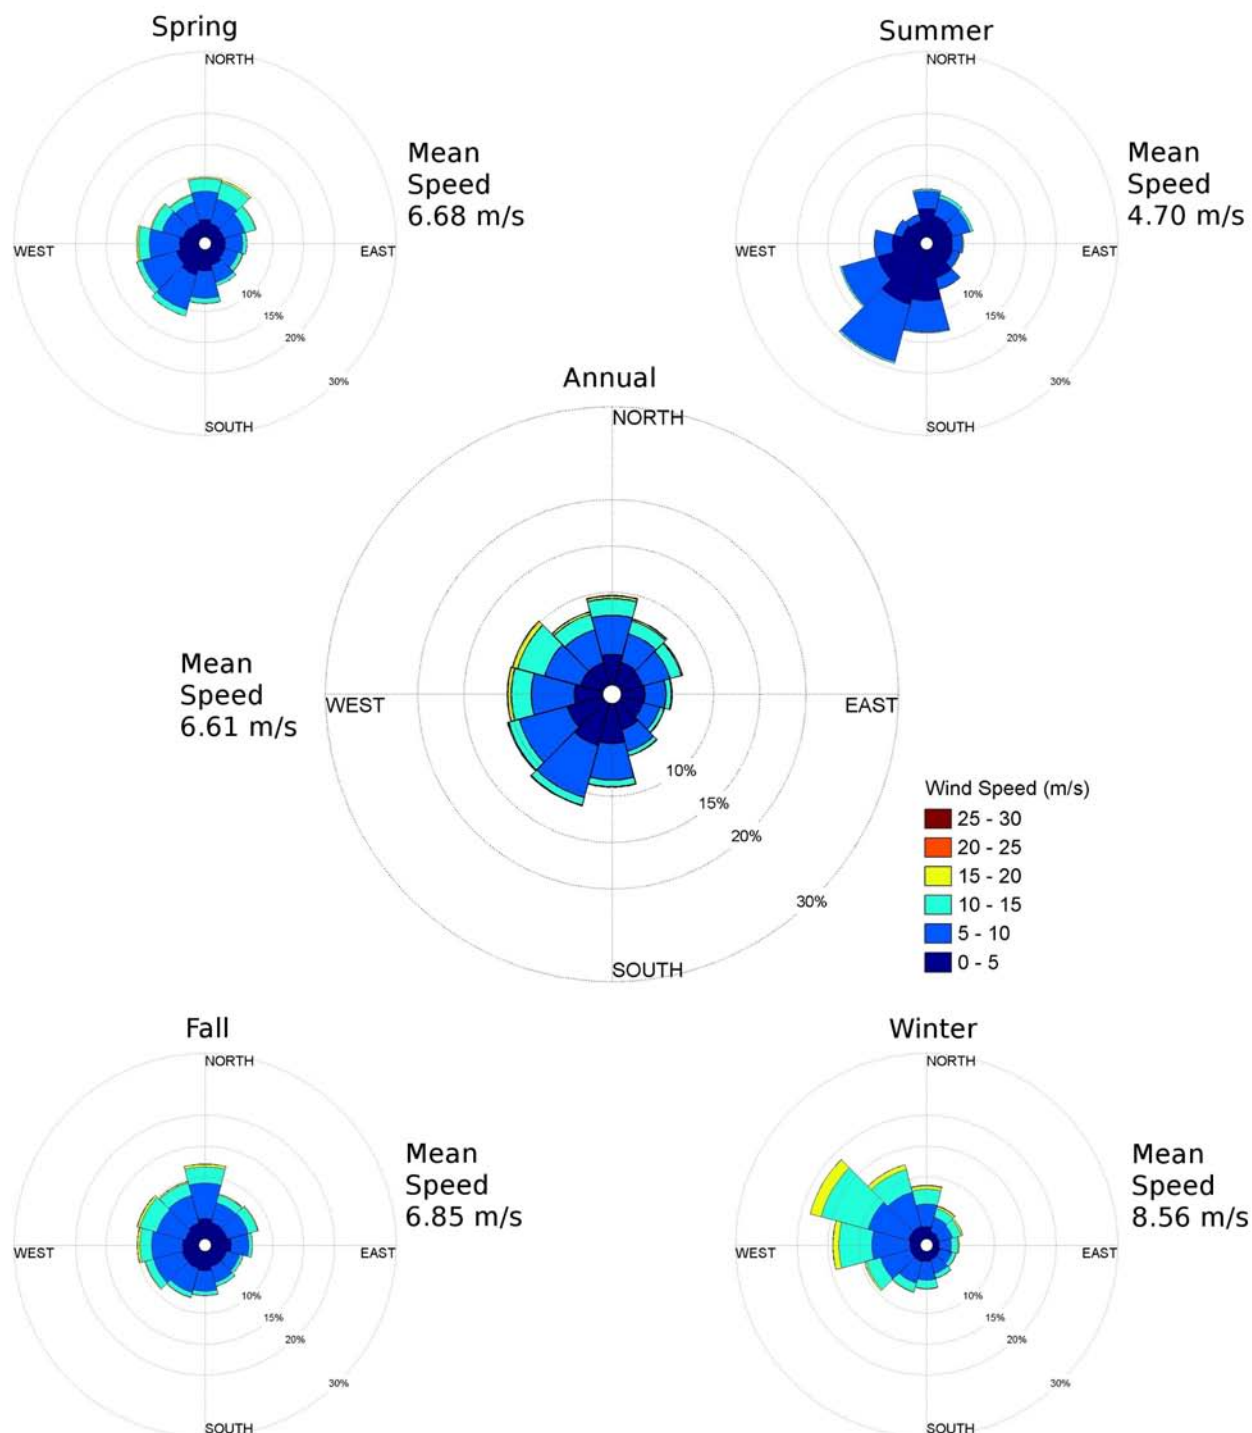 Spring
NORTH
Mean
Speed
6.68 m/s
WEST
EAST
10%
15%
20%
30%
SOUTH
Summer
NORTH
Mean
Speed
4.70 m/s
WEST
EAST
10%
15%
20%
30%
SOUTH
Annual
NORTH
Mean
Speed
6.61 m/s
WEST
EAST
10%
15%
20%
30%
SOUTH
Wind Speed (m/s)
25 - 30
20 - 25
15 - 20
10 - 15
5 - 10
0 - 5
Fall
NORTH
Mean
Speed
6.85 m/s
WEST
EAST
10%
15%
20%
30%
SOUTH
Winter
NORTH
Mean
Speed
8.56 m/s
WEST
EAST
10%
15%
20%
30%
SOUTH